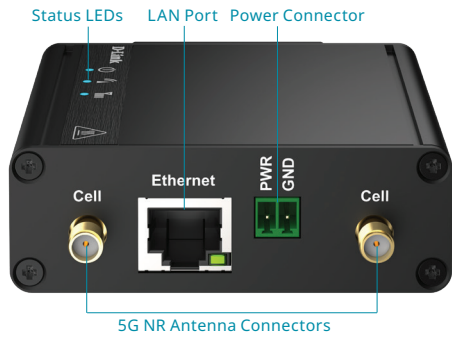 Status LEDs LAN Port Power Connector
D-Link
Ethernet
PWR
GND
Cell
Cell
5G NR Antenna Connectors